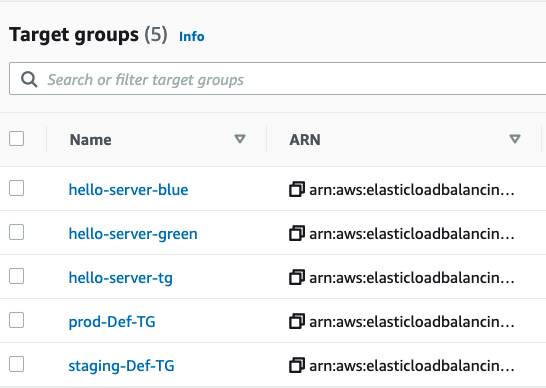 Target groups (5) Info
Search or filter target groups
Name ARN
hello-server-blue arn:aws:elasticloadbalancin...
hello-server-green arn:aws:elasticloadbalancin...
hello-server-tg arn:aws:elasticloadbalancin...
prod-Def-TG arn:aws:elasticloadbalancin...
staging-Def-TG arn:aws:elasticloadbalancin...